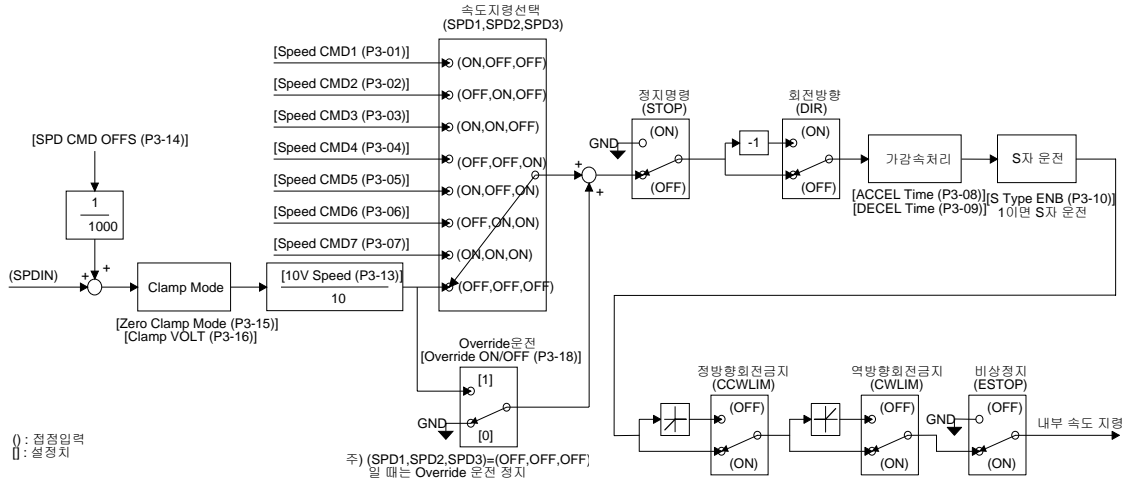 속도지령선택
(SPD1,SPD2,SPD3)
[Speed CMD1 (P3-01)]
(ON,OFF,OFF)
[Speed CMD2 (P3-02)]
(OFF,ON,OFF)
[Speed CMD3 (P3-03)]
(ON,ON,OFF)
[Speed CMD4 (P3-04)]
(OFF,OFF,ON)
[Speed CMD5 (P3-05)]
(ON,OFF,ON)
[Speed CMD6 (P3-06)]
(OFF,ON,ON)
[Speed CMD7 (P3-07)]
(ON,ON,ON)
(OFF,OFF,OFF)
[SPD CMD OFFS (P3-14)]
1
1000
+
+
(SPDIN)
Clamp Mode
[Zero Clamp Mode (P3-15)]
[Clamp VOLT (P3-16)]
[10V Speed (P3-13)]
10
Override운전
[Override ON/OFF (P3-18)]
[1]
GND
[0]
주) (SPD1,SPD2,SPD3)=(OFF,OFF,OFF)
일 때는 Override 운전 정지
+
+
정지명령
(STOP)
(ON)
GND
(OFF)
-1
회전방향
(DIR)
(ON)
(OFF)
가감속처리
[ACCEL Time (P3-08)]
[DECEL Time (P3-09)]
S자 운전
[S Type ENB (P3-10)]
1이면 S자 운전
정방향회전금지
(CCWLIM)
(OFF)
(ON)
역방향회전금지
(CWLIM)
(OFF)
(ON)
비상정지
(ESTOP)
GND
(OFF)
(ON)
내부 속도 지령
() : 접점입력
[] : 설정치